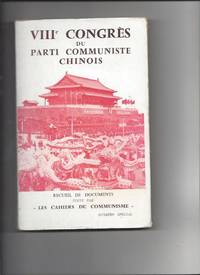 VIIIe CONGRÈS
DU
PARTI COMMUNISTE
CHINOIS
RECUEIL DE DOCUMENTS
ÉDITÉ PAR
- LES CAHIERS DU COMMUNISME -
NUMÉRO SPÉCIAL